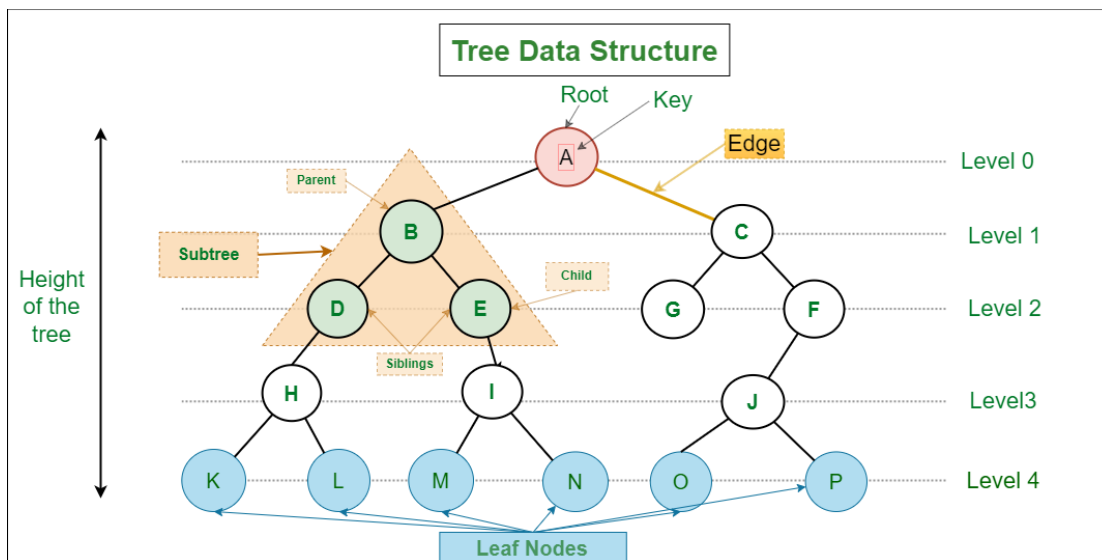 Tree Data Structure
Root
Key
A
Edge
Level 0
Parent
B
C
Level 1
Subtree
Height
of the
tree
Child
D
E
G
F
Level 2
Siblings
H
I
J
Level3
K
L
M
N
O
P
Level 4
Leaf Nodes